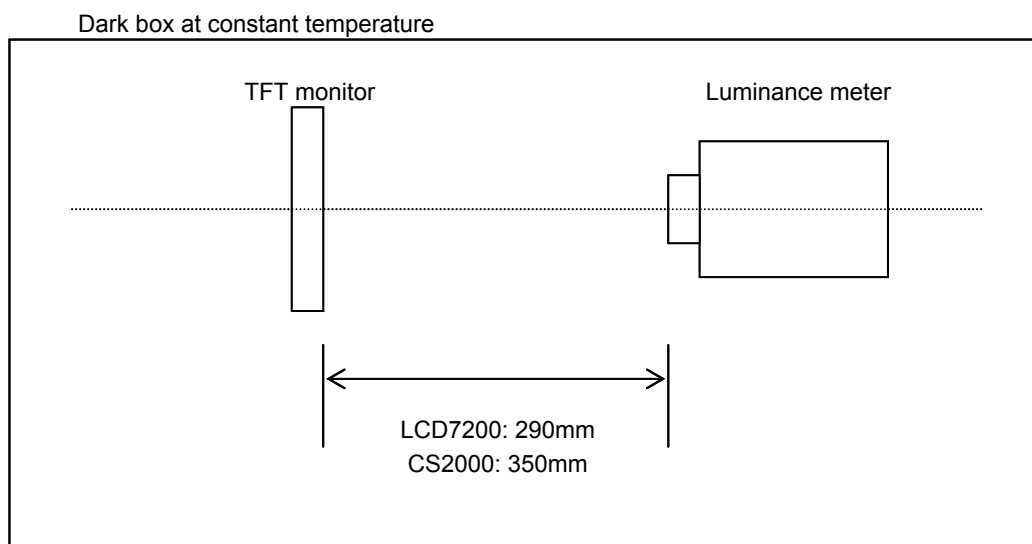 Dark box at constant temperature
TFT monitor
Luminance meter
LCD7200: 290mm
CS2000: 350mm